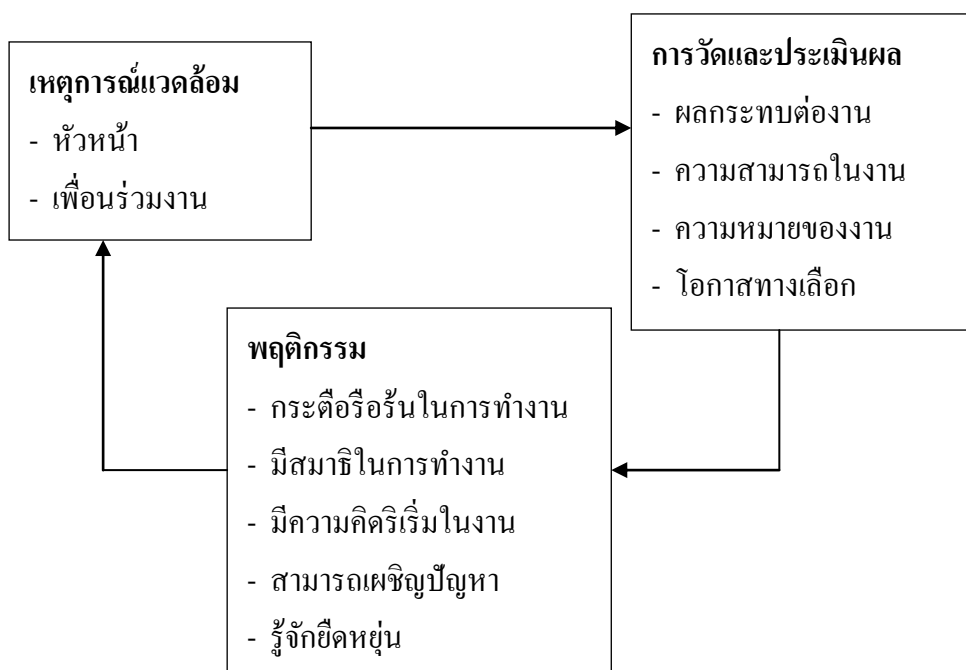 เหตุการณ์แวดล้อม
- หัวหน้า
- เพื่อนร่วมงาน
การวัดและประเมินผล
- ผลกระทบต่องาน
- ความสามารถในงาน
- ความหมายของงาน
- โอกาสทางเลือก
พฤติกรรม
- กระตือรือร้นในการทำงาน
- มีสมาธิในการทำงาน
- มีความคิดริเริ่มในงาน
- สามารถเผชิญปัญหา
- รู้จักยืดหยุ่น